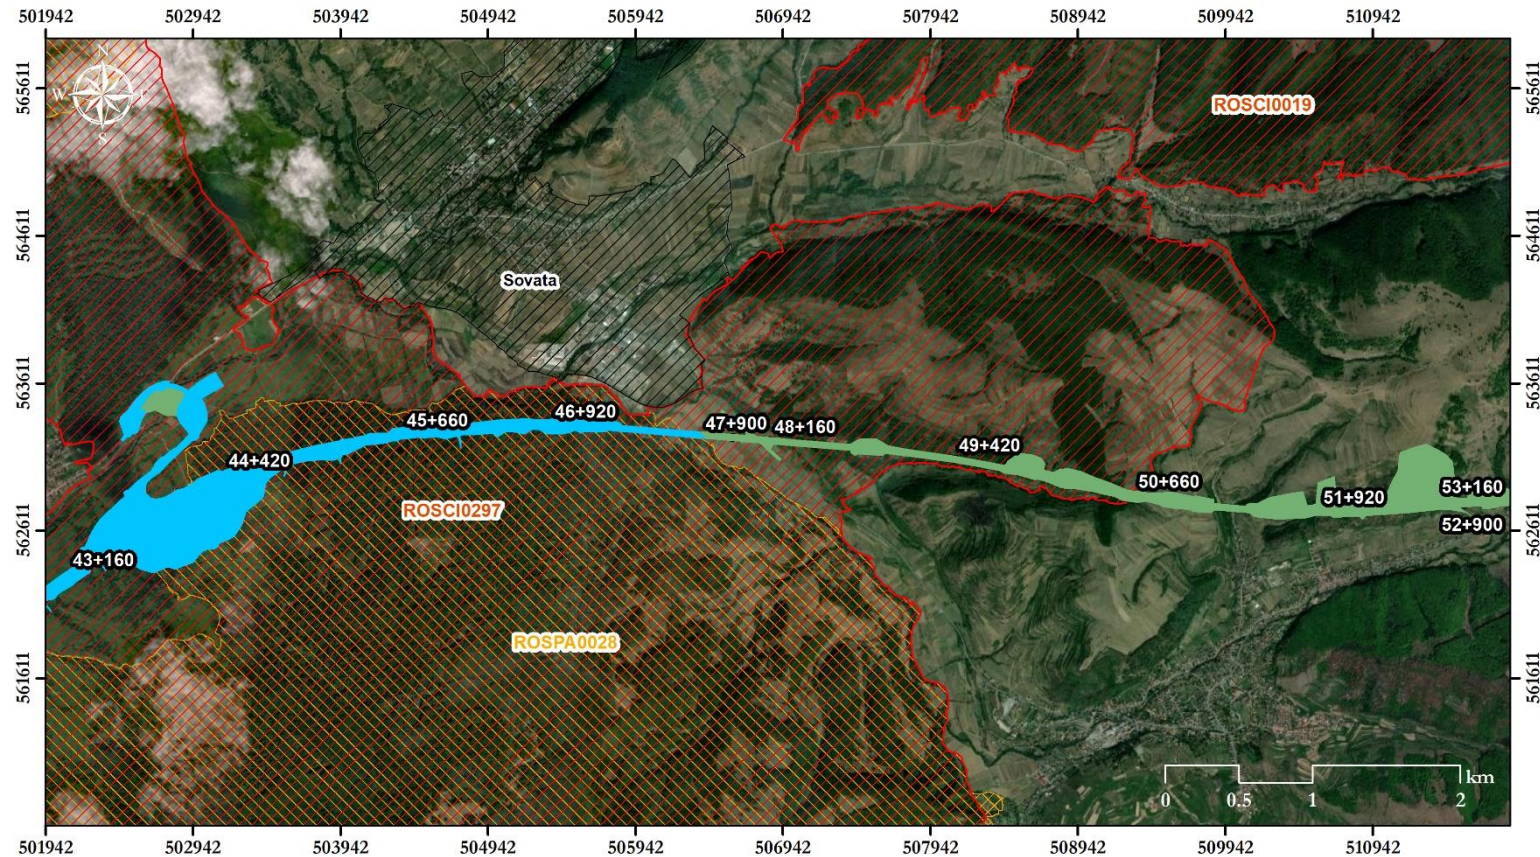 501942 502942 503942 504942 505942 506942 507942 508942 509942 510942
565611 565611
N
W E
S
ROSCI0019
564611 564611
Sovata
563611 563611
45+660 46+920 47+900 48+160
44+420 49+420
50+660 53+160
51+920
ROSCI0297
562611 52+900 562611
43+160
ROSPA0028
561611 561611
km
0 0.5 1 2
501942 502942 503942 504942 505942 506942 507942 508942 509942 510942